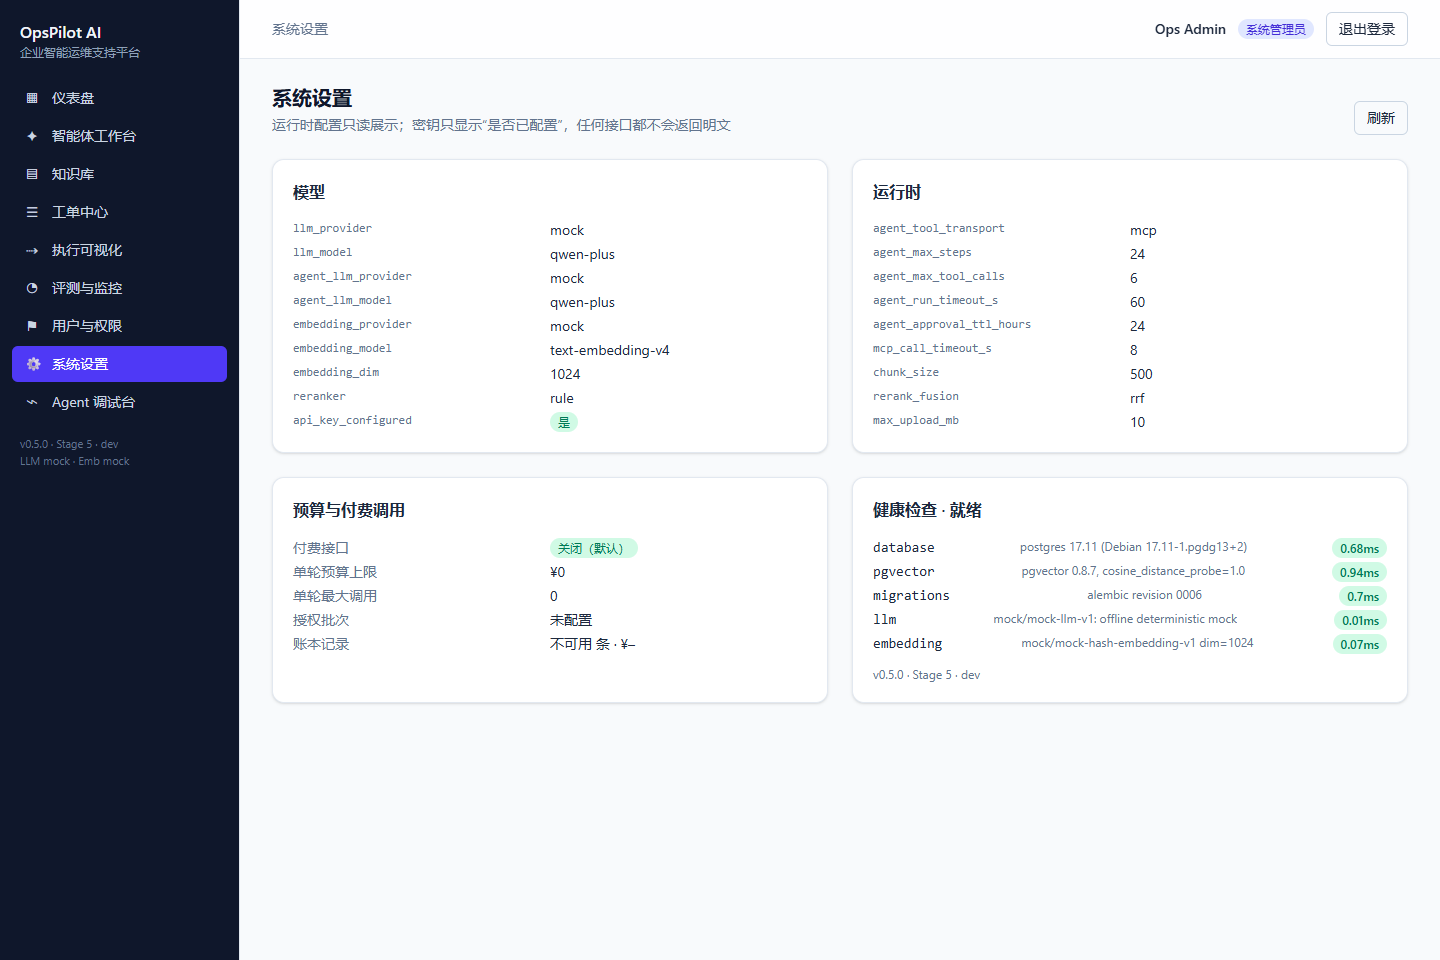 OpsPilot AI
企业智能运维支持平台
仪表盘
智能体工作台
知识库
工单中心
执行可视化
评测与监控
用户与权限
系统设置
Agent 调试台
v0.5.0 · Stage 5 · dev
LLM mock · Emb mock
系统设置
Ops Admin 系统管理员 退出登录
系统设置
运行时配置只读展示；密钥只显示“是否已配置”，任何接口都不会返回明文
刷新
模型
llm_provider mock
llm_model qwen-plus
agent_llm_provider mock
agent_llm_model qwen-plus
embedding_provider mock
embedding_model text-embedding-v4
embedding_dim 1024
reranker rule
api_key_configured 是
运行时
agent_tool_transport mcp
agent_max_steps 24
agent_max_tool_calls 6
agent_run_timeout_s 60
agent_approval_ttl_hours 24
mcp_call_timeout_s 8
chunk_size 500
rerank_fusion rrf
max_upload_mb 10
预算与付费调用
付费接口 关闭（默认）
单轮预算上限 ¥0
单轮最大调用 0
授权批次 未配置
账本记录 不可用 条 · ¥–
健康检查 · 就绪
database postgres 17.11 (Debian 17.11-1.pgdg13+2) 0.68ms
pgvector pgvector 0.8.7, cosine_distance_probe=1.0 0.94ms
migrations alembic revision 0006 0.7ms
llm mock/mock-llm-v1: offline deterministic mock 0.01ms
embedding mock/mock-hash-embedding-v1 dim=1024 0.07ms
v0.5.0 · Stage 5 · dev